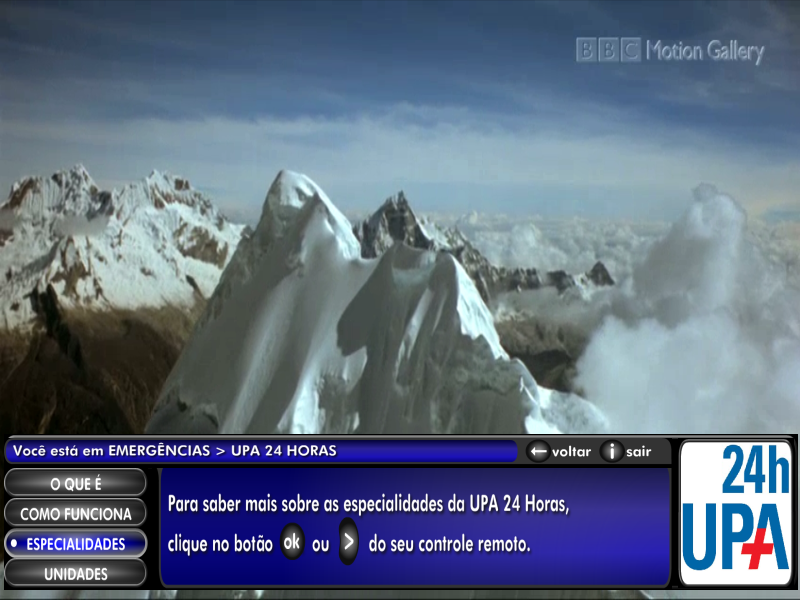 BBC Motion Gallery
Você está em EMERGÊNCIAS > UPA 24 HORAS
voltar
i sair
O QUE É
COMO FUNCIONA
• ESPECIALIDADES
UNIDADES
Para saber mais sobre as especialidades da UPA 24 Horas,
clique no botão ok ou > do seu controle remoto.
24h
UPA